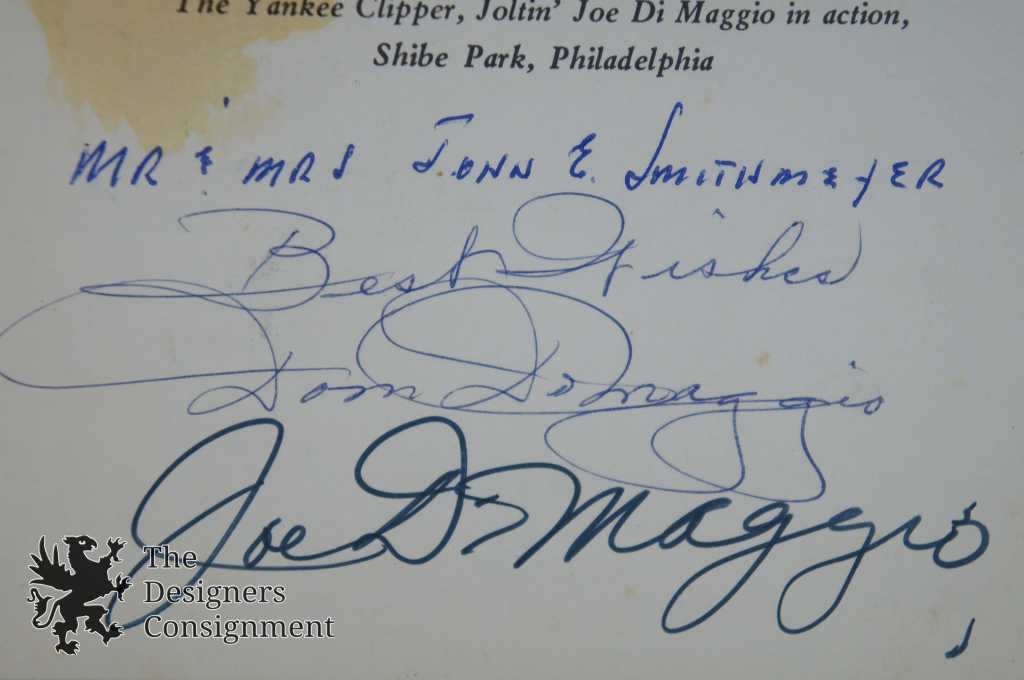 The Yankee Clipper, Joltin' Joe Di Maggio in action,
Shibe Park, Philadelphia
MR & MRS JOHN E. SMITHMEYER
Best Wishes
Dom DiMaggio
Joe DiMaggio
The
Designers
Consignment